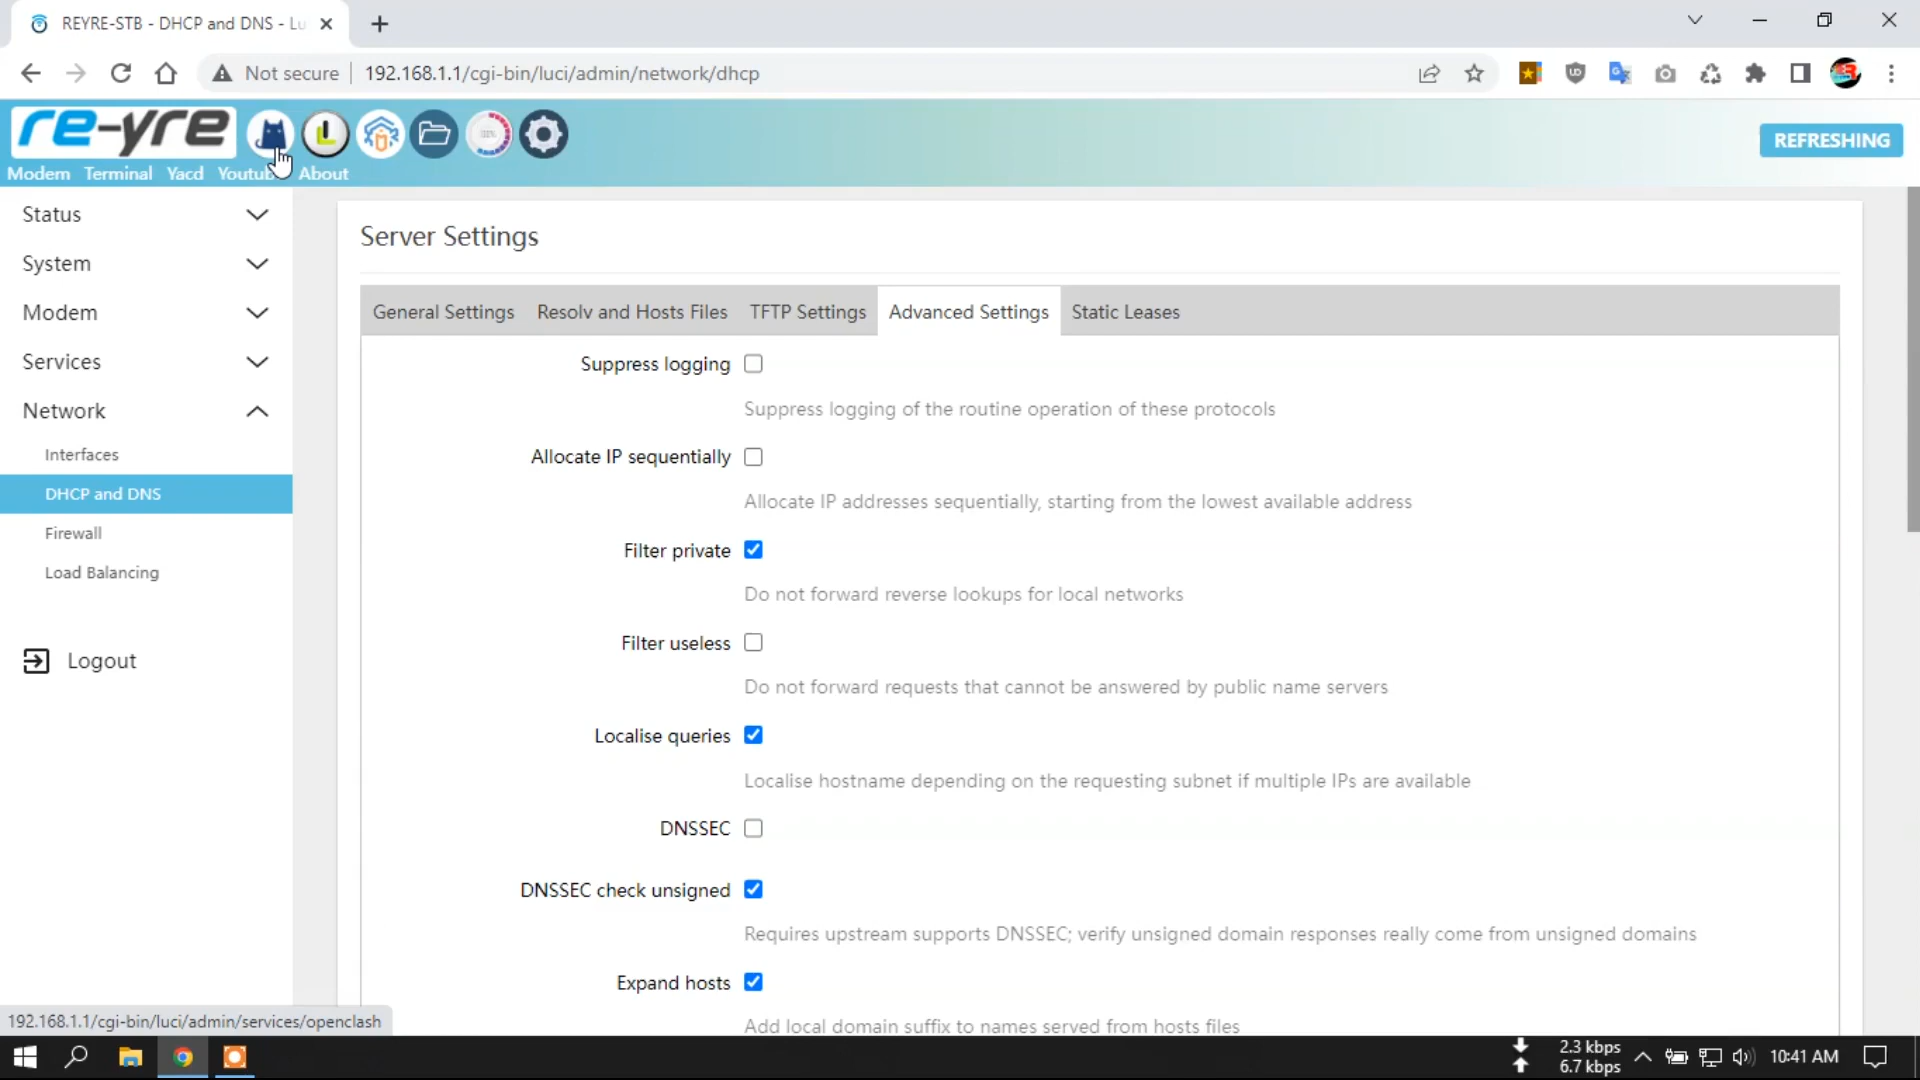 REYRE-STB - DHCP and DNS - Lu
Not secure
192.168.1.1/cgi-bin/luci/admin/network/dhcp
re-yre
REFRESHING
Modem Terminal Yacd Youtub About
Status
System
Modem
Services
Network
Interfaces
DHCP and DNS
Firewall
Load Balancing
Logout
Server Settings
General Settings Resolv and Hosts Files TFTP Settings Advanced Settings Static Leases
Suppress logging
Suppress logging of the routine operation of these protocols
Allocate IP sequentially
Allocate IP addresses sequentially, starting from the lowest available address
Filter private
Do not forward reverse lookups for local networks
Filter useless
Do not forward requests that cannot be answered by public name servers
Localise queries
Localise hostname depending on the requesting subnet if multiple IPs are available
DNSSEC
DNSSEC check unsigned
Requires upstream supports DNSSEC; verify unsigned domain responses really come from unsigned domains
Expand hosts
Add local domain suffix to names served from hosts files
192.168.1.1/cgi-bin/luci/admin/services/openclash
2.3 kbps
6.7 kbps
10:41 AM